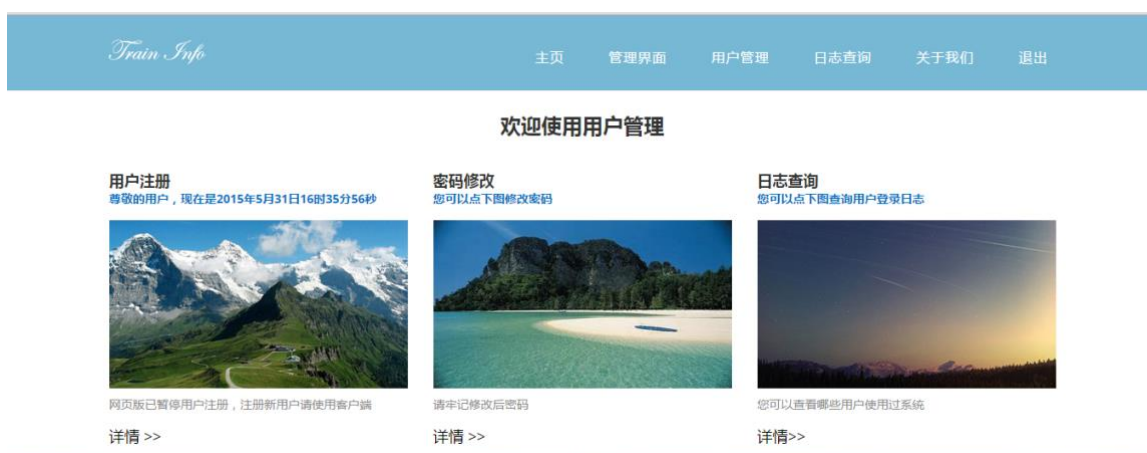 Train Info
主页 管理界面 用户管理 日志查询 关于我们 退出
欢迎使用用户管理
用户注册
尊敬的用户，现在是2015年5月31日16时35分56秒
网页版已暂停用户注册，注册新用户请使用客户端
详情 >>
密码修改
您可以点下图修改密码
请牢记修改后密码
详情 >>
日志查询
您可以点下图查询用户登录日志
您可以查看哪些用户使用过系统
详情>>